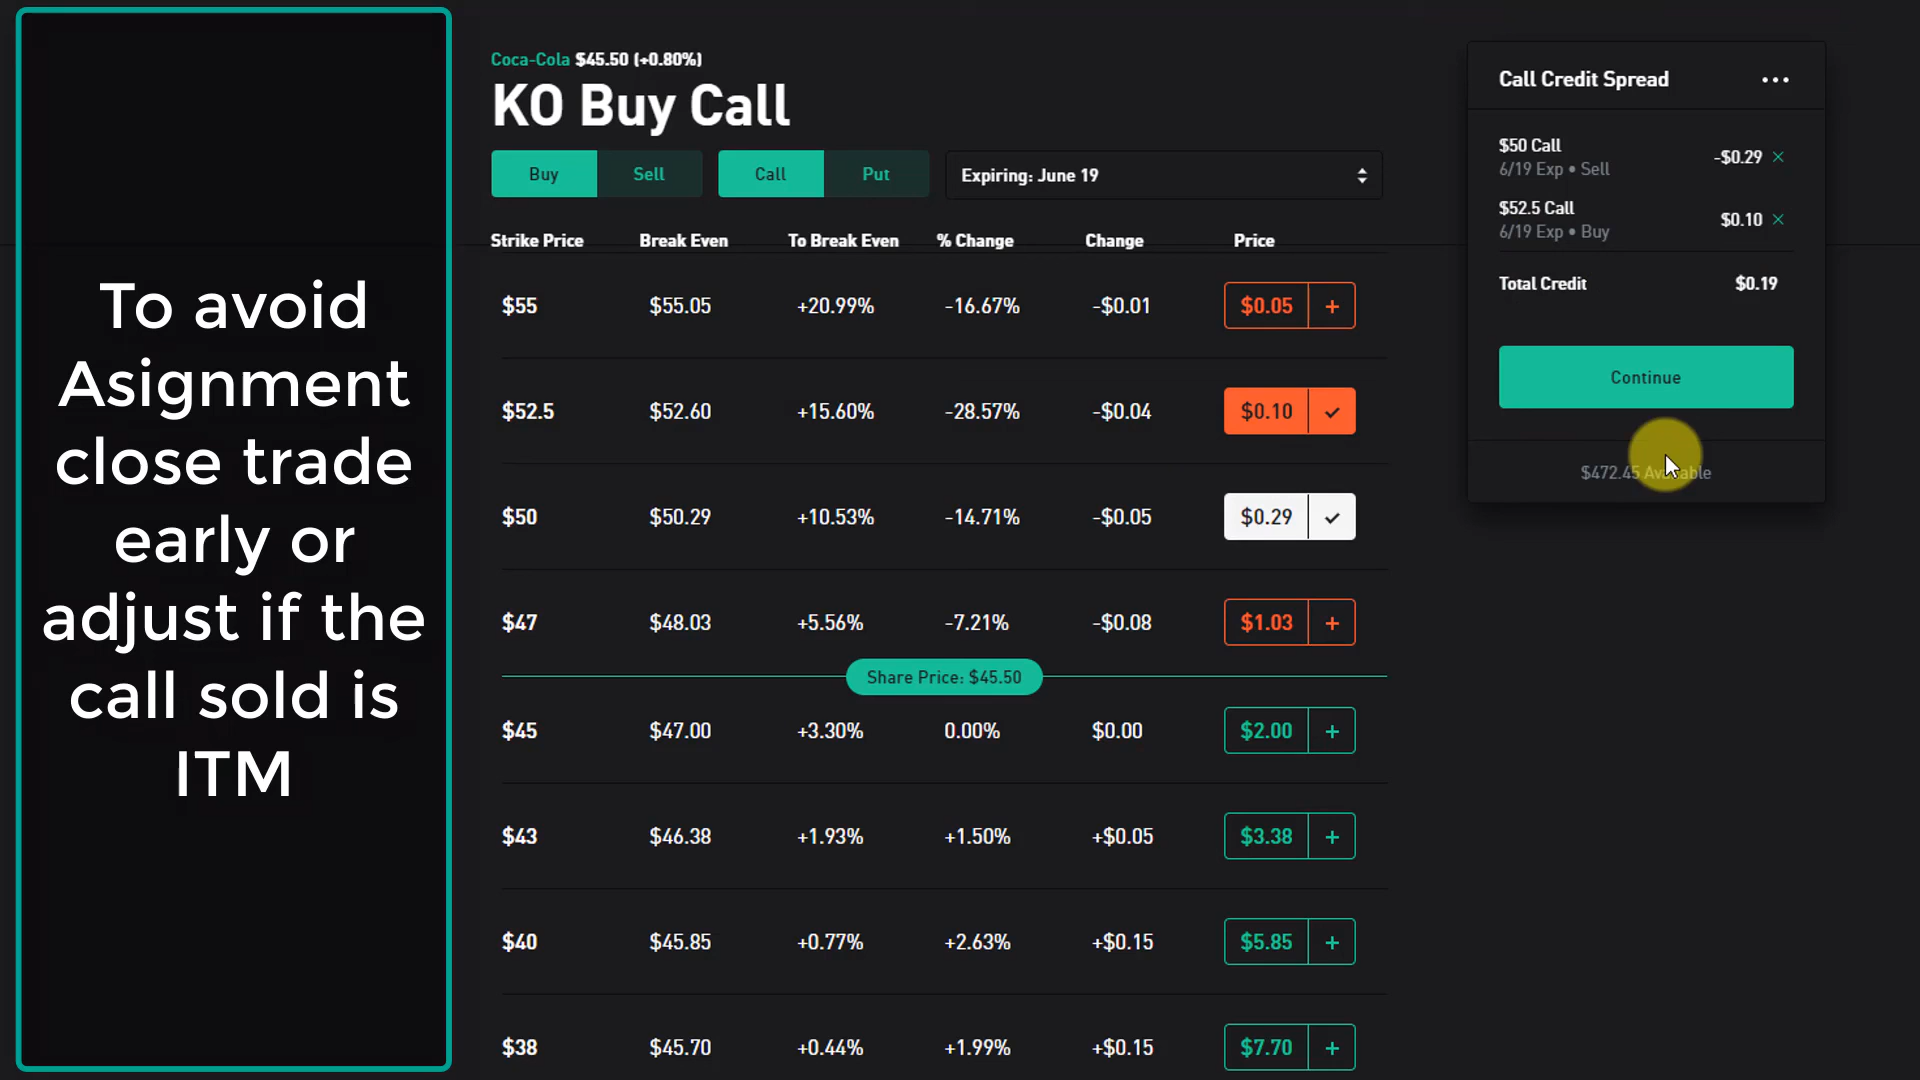 To avoid
Asignment
close trade
early or
adjust if the
call sold is
ITM
Coca-Cola $45.50 (+0.80%)
KO Buy Call
Buy Sell Call Put Expiring: June 19
Strike Price Break Even To Break Even % Change Change Price
$55 $55.05 +20.99% -16.67% -$0.01 $0.05 +
$52.5 $52.60 +15.60% -28.57% -$0.04 $0.10 ✓
$50 $50.29 +10.53% -14.71% -$0.05 $0.29 ✓
$47 $48.03 +5.56% -7.21% -$0.08 $1.03 +
Share Price: $45.50
$45 $47.00 +3.30% 0.00% $0.00 $2.00 +
$43 $46.38 +1.93% +1.50% +$0.05 $3.38 +
$40 $45.85 +0.77% +2.63% +$0.15 $5.85 +
$38 $45.70 +0.44% +1.99% +$0.15 $7.70 +
Call Credit Spread •••
$50 Call -$0.29 ×
6/19 Exp • Sell
$52.5 Call $0.10 ×
6/19 Exp • Buy
Total Credit $0.19
Continue
$472.45 Available